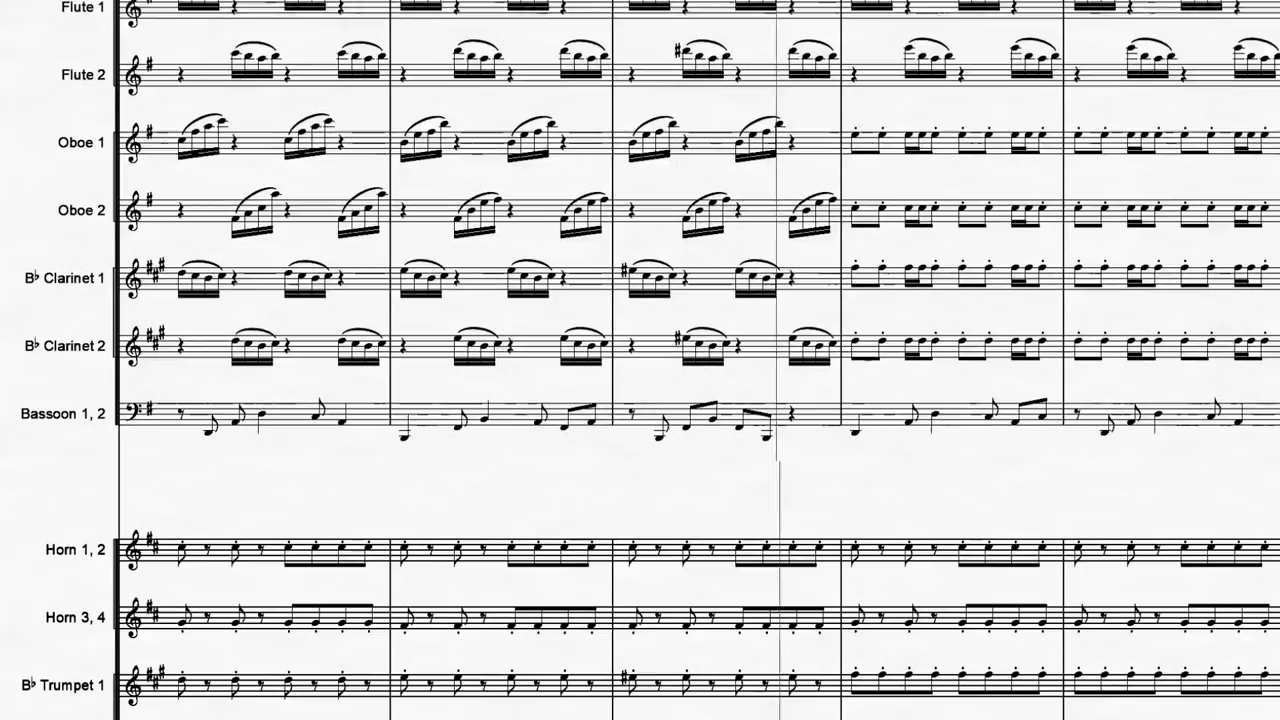 Flute 1
Flute 2
Oboe 1
Oboe 2
B♭ Clarinet 1
B♭ Clarinet 2
Bassoon 1, 2
Horn 1, 2
Horn 3, 4
B♭ Trumpet 1